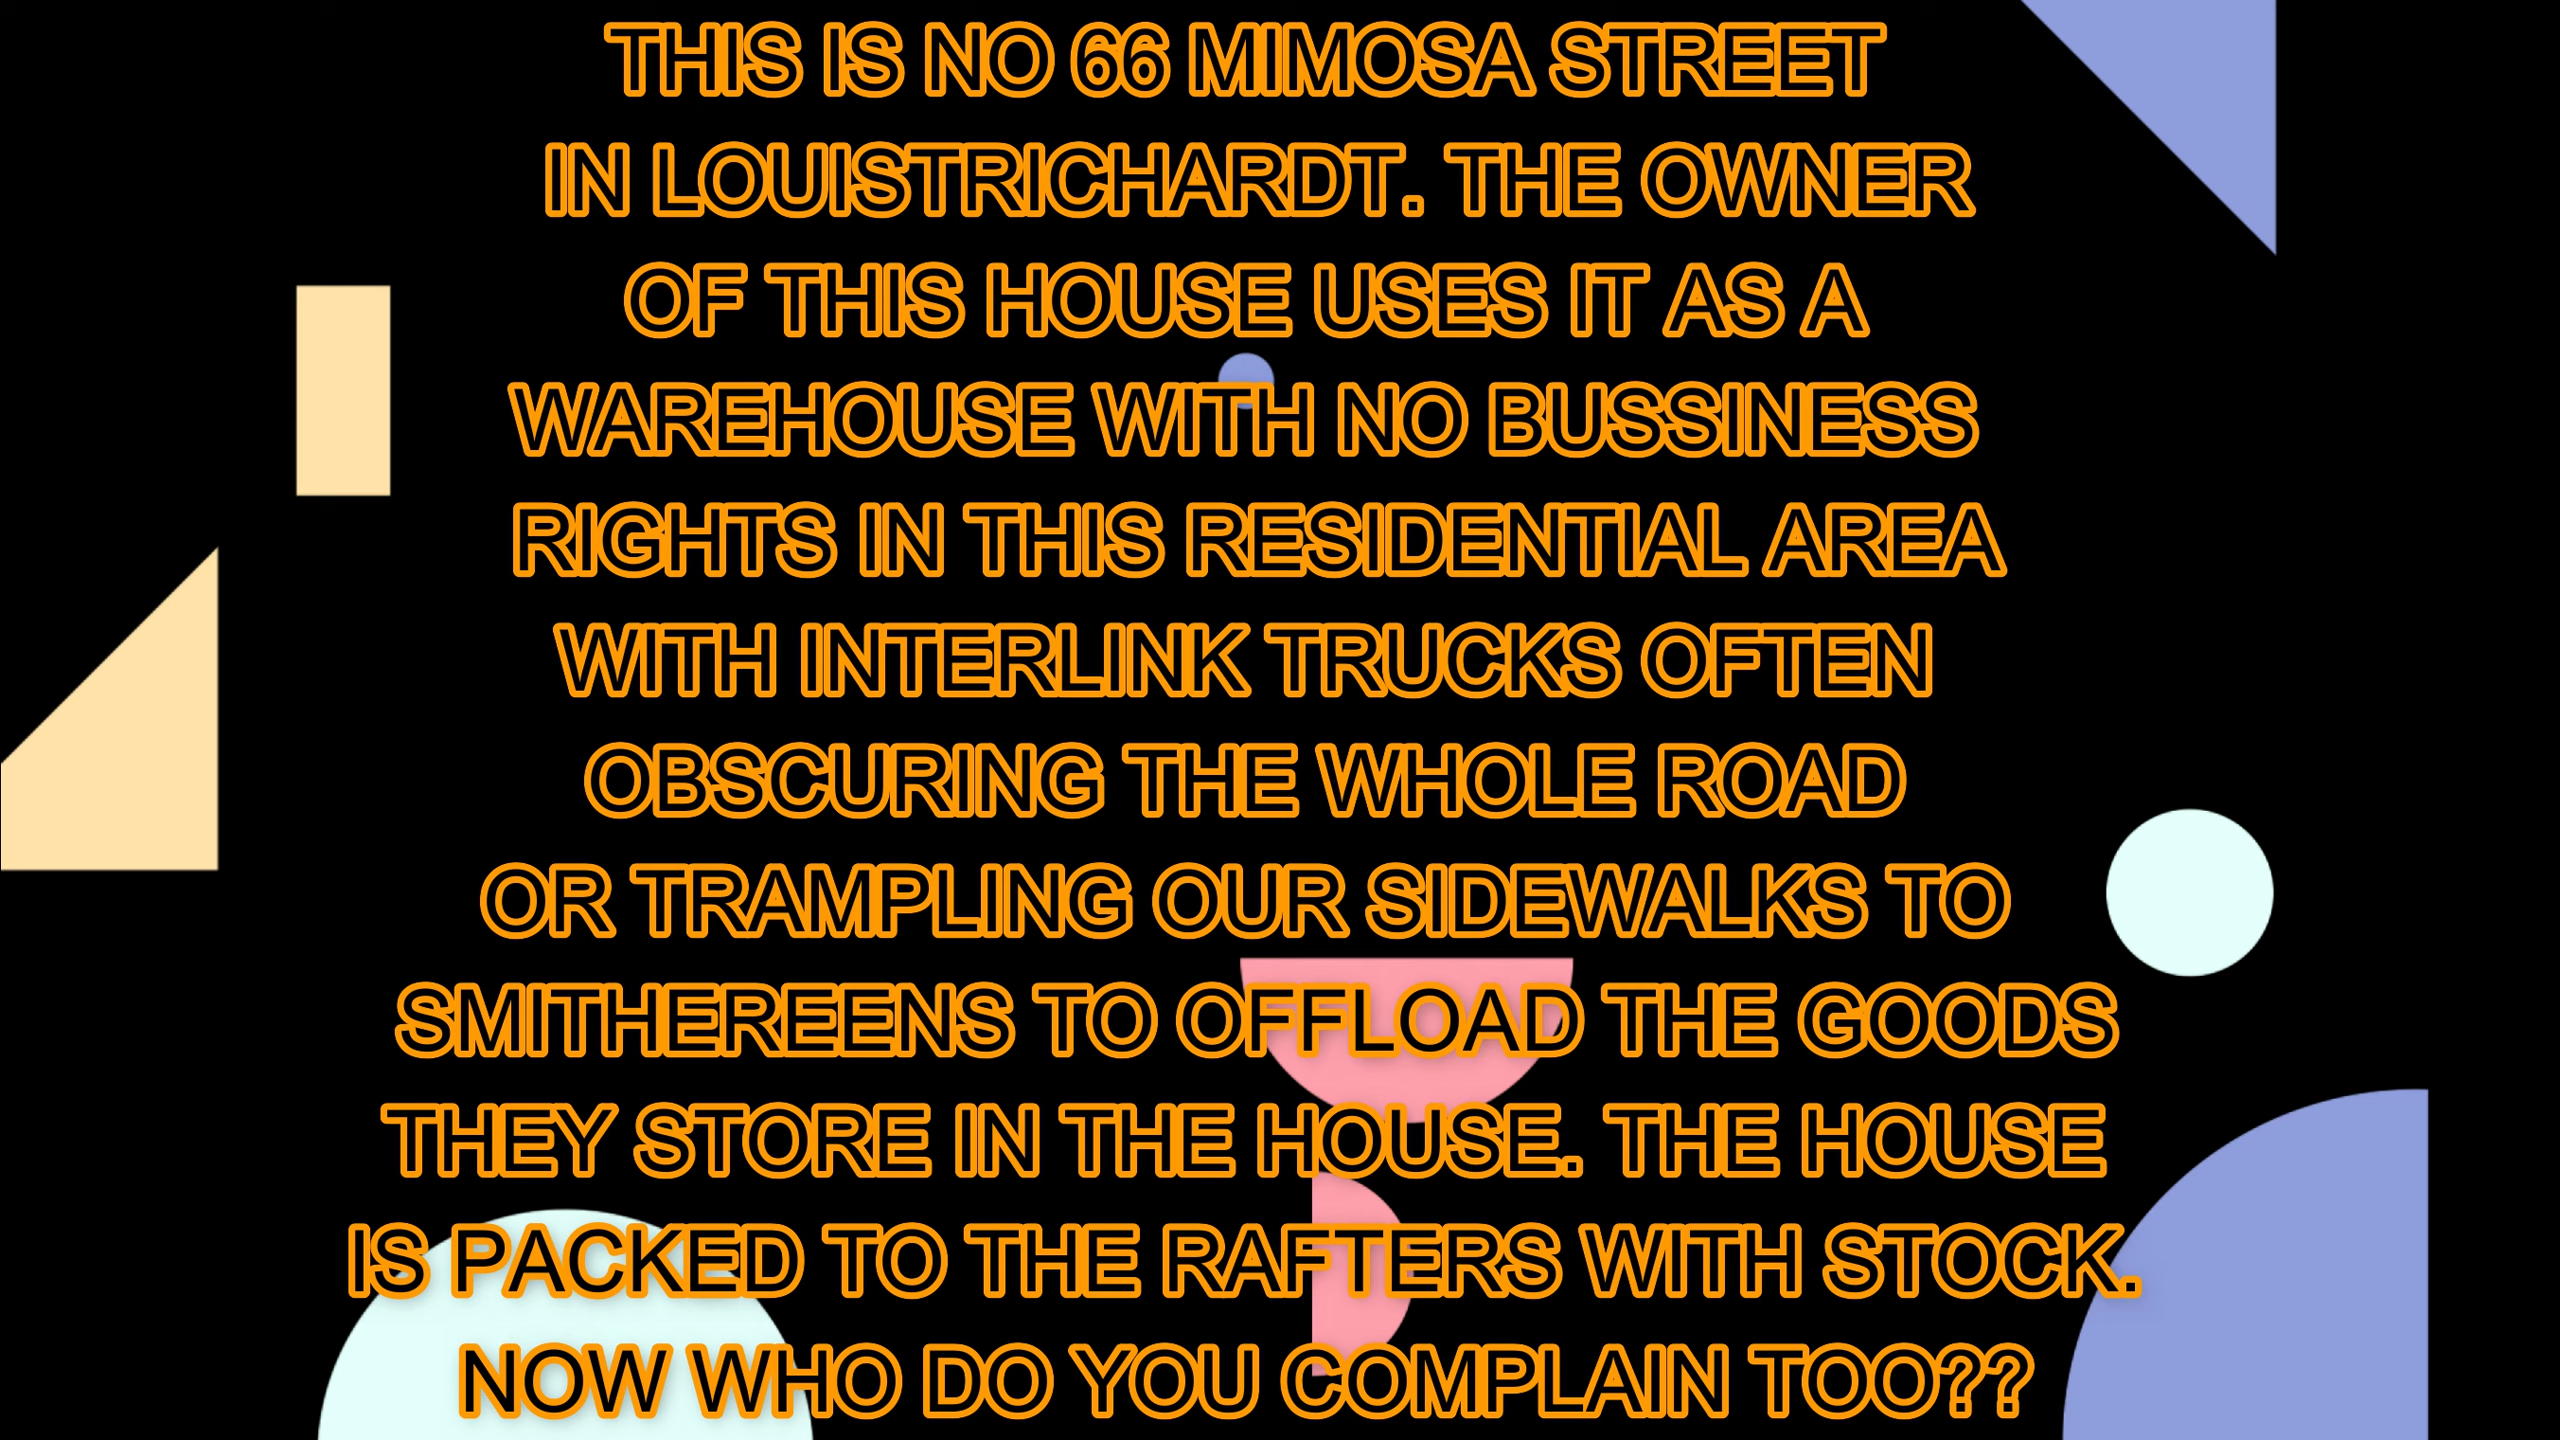 THIS IS NO 66 MIMOSA STREET
IN LOUISTRICHARDT. THE OWNER
OF THIS HOUSE USES IT AS A
WAREHOUSE WITH NO BUSSINESS
RIGHTS IN THIS RESIDENTIAL AREA
WITH INTERLINK TRUCKS OFTEN
OBSCURING THE WHOLE ROAD
OR TRAMPLING OUR SIDEWALKS TO
SMITHEREENS TO OFFLOAD THE GOODS
THEY STORE IN THE HOUSE. THE HOUSE
IS PACKED TO THE RAFTERS WITH STOCK.
NOW WHO DO YOU COMPLAIN TOO??